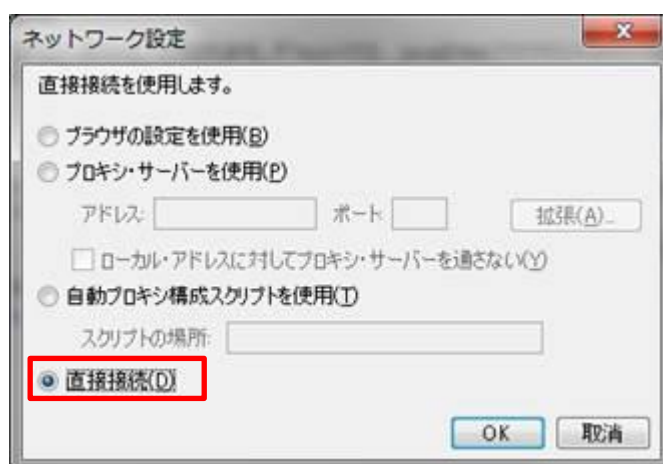 ネットワーク設定
直接接続を使用します。
ブラウザの設定を使用(B)
プロキシ・サーバーを使用(P)
アドレス: ポート: 拡張(A)...
ローカル・アドレスに対してプロキシ・サーバーを通さない(Y)
自動プロキシ構成スクリプトを使用(T)
スクリプトの場所:
直接接続(D)
OK 取消